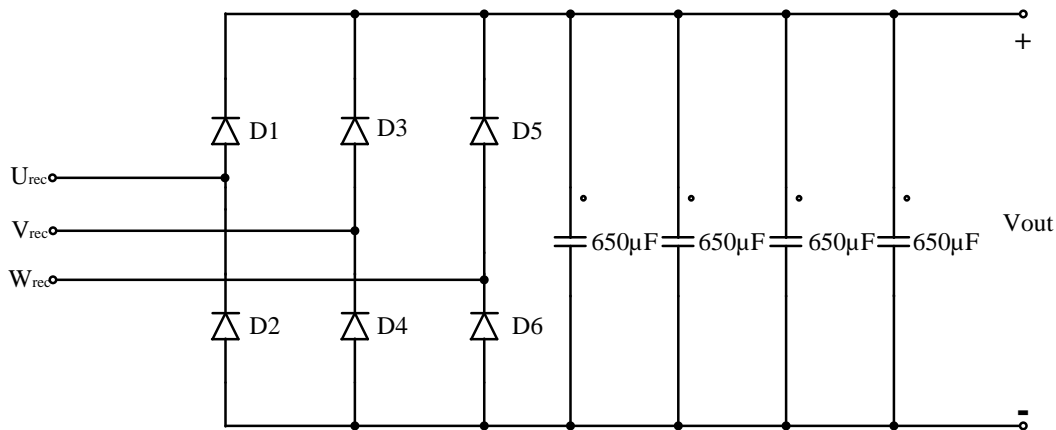 +
D1 D3 D5
Urec
Vrec
Vout
650µF 650µF 650µF 650µF
Wrec
D2 D4 D6
-